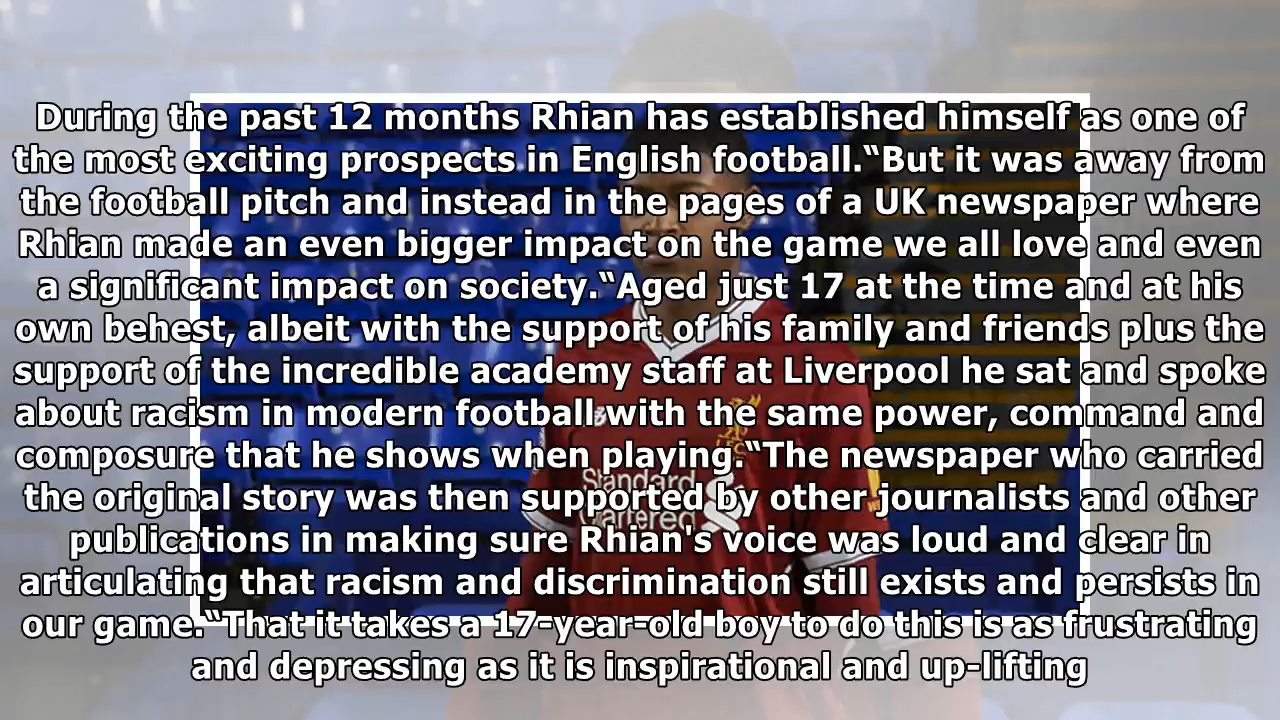 During the past 12 months Rhian has established himself as one of
the most exciting prospects in English football.“But it was away from
the football pitch and instead in the pages of a UK newspaper where
Rhian made an even bigger impact on the game we all love and even
a significant impact on society.“Aged just 17 at the time and at his
own behest, albeit with the support of his family and friends plus the
support of the incredible academy staff at Liverpool he sat and spoke
about racism in modern football with the same power, command and
composure that he shows when playing.“The newspaper who carried
the original story was then supported by other journalists and other
publications in making sure Rhian's voice was loud and clear in
articulating that racism and discrimination still exists and persists in
our game.“That it takes a 17-year-old boy to do this is as frustrating
and depressing as it is inspirational and up-lifting
Standard
Chartered